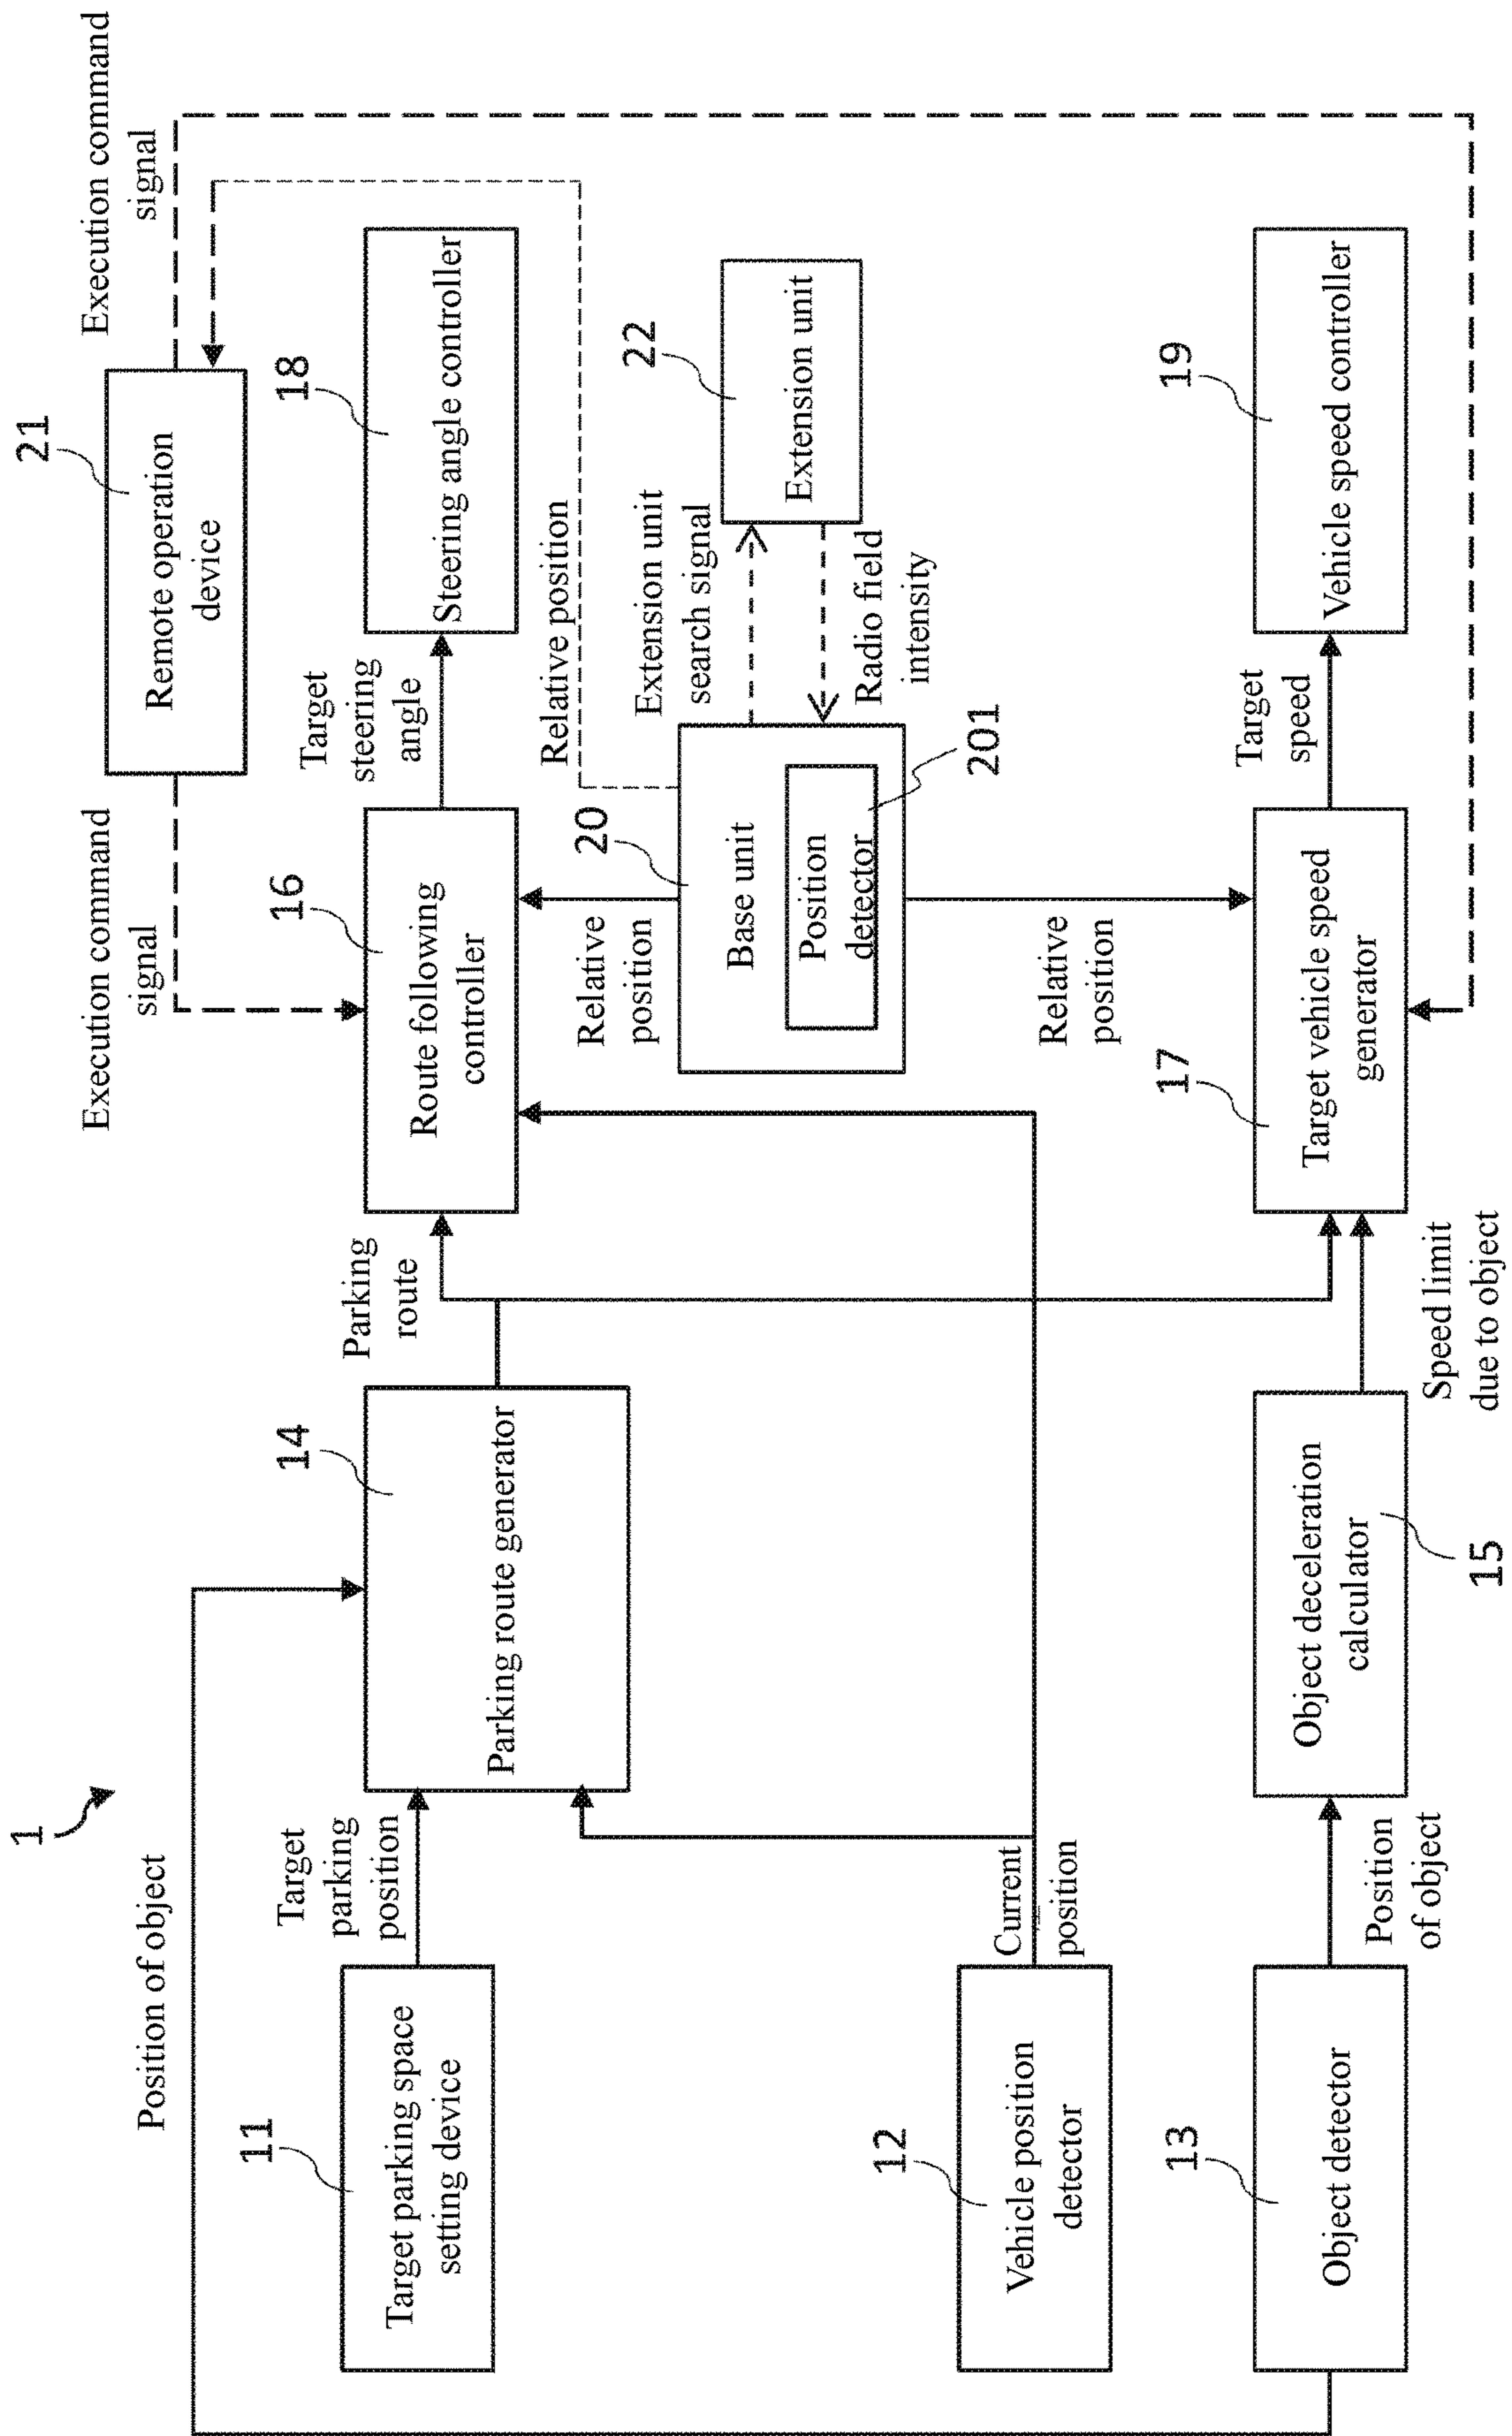 1
Position of object
Execution command
signal
21
Remote operation
device
Execution command
signal
11
Target parking space
setting device
Target
parking
position
14
Parking route generator
Parking
route
16
Route following
controller
Target
steering
angle
18
Steering angle controller
Relative position
Relative
position
20
Base unit
Position
detector
201
Extension unit
search signal
Radio field
intensity
22
Extension unit
Relative
position
12
Vehicle position
detector
Current
position
13
Object detector
Position
of object
Object deceleration
calculator
15
Speed limit
due to object
17
Target vehicle speed
generator
Target
speed
19
Vehicle speed controller